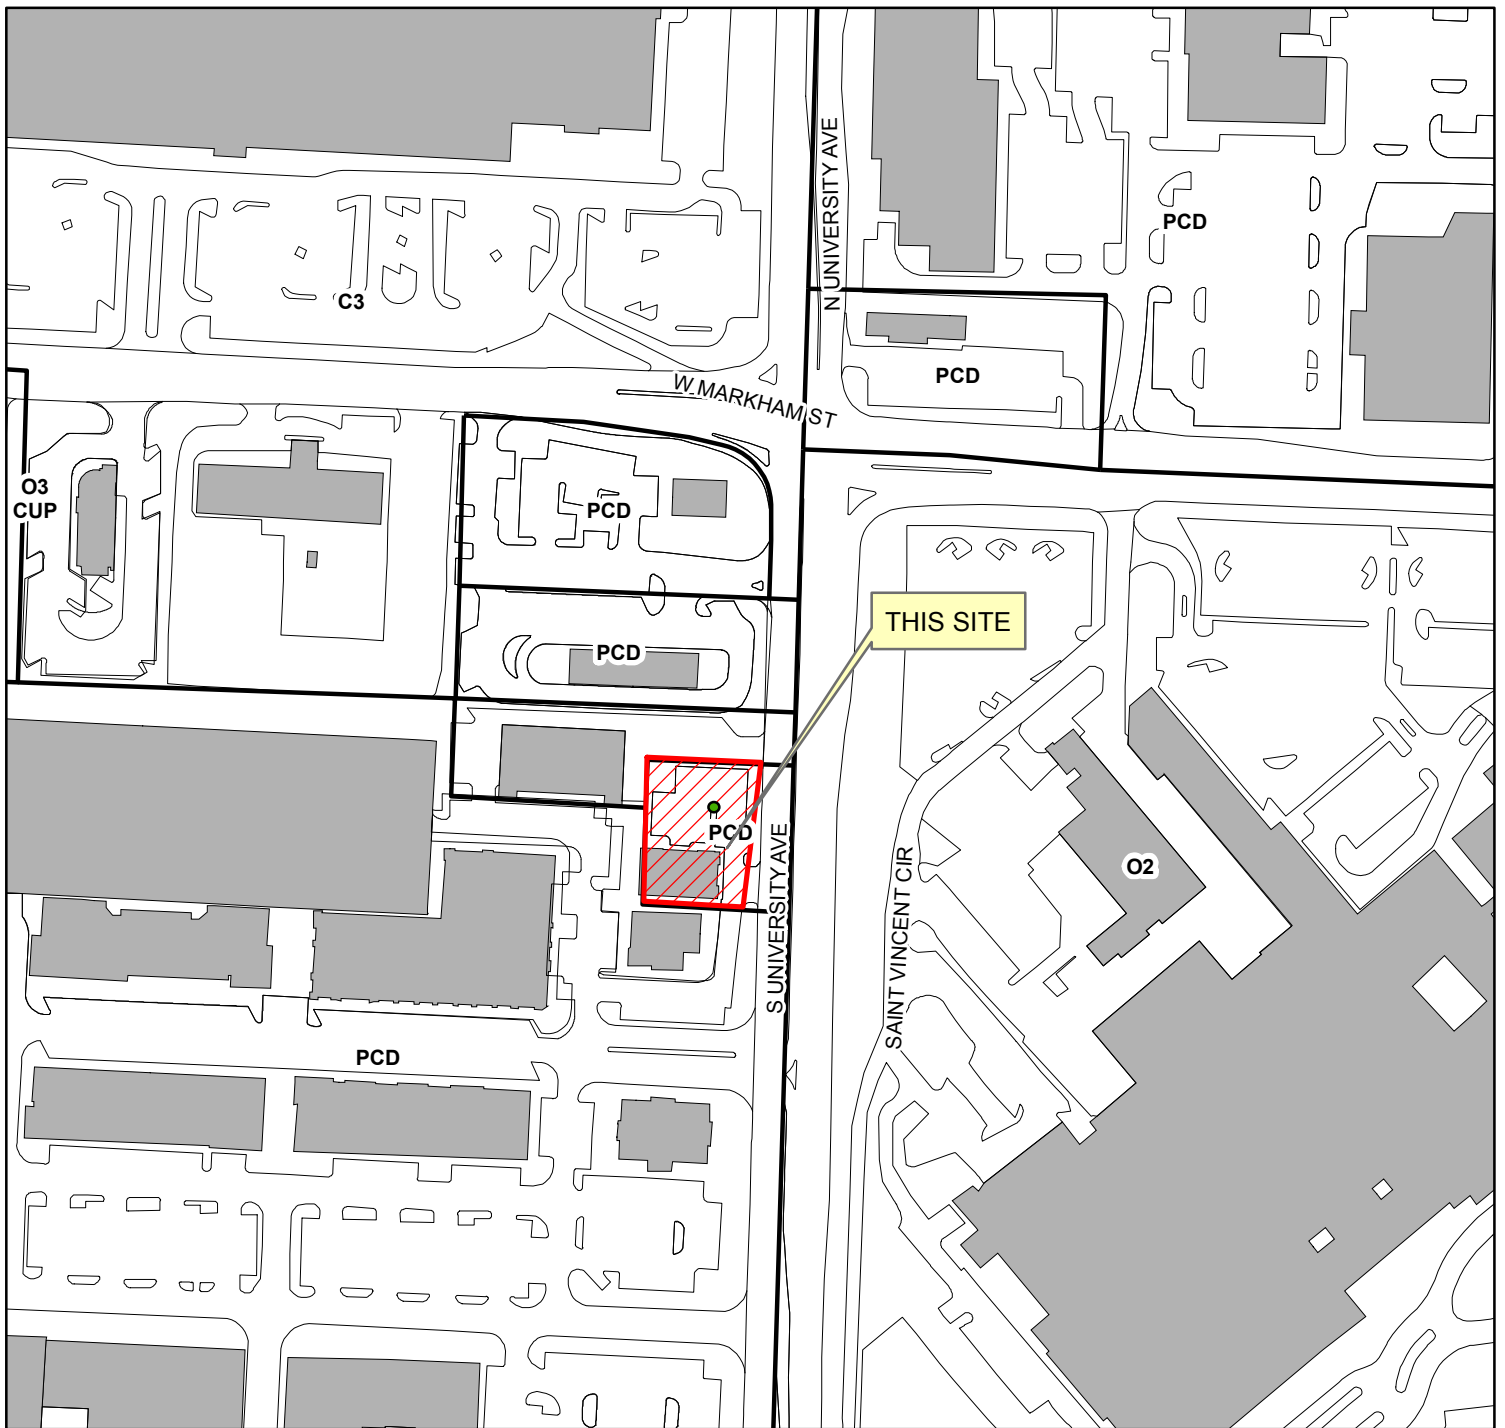 N UNIVERSITY AVE
PCD
C3
PCD
W MARKHAM ST
O3
CUP
PCD
THIS SITE
PCD
PCD
S UNIVERSITY AVE
SAINT VINCENT CIR
O2
PCD